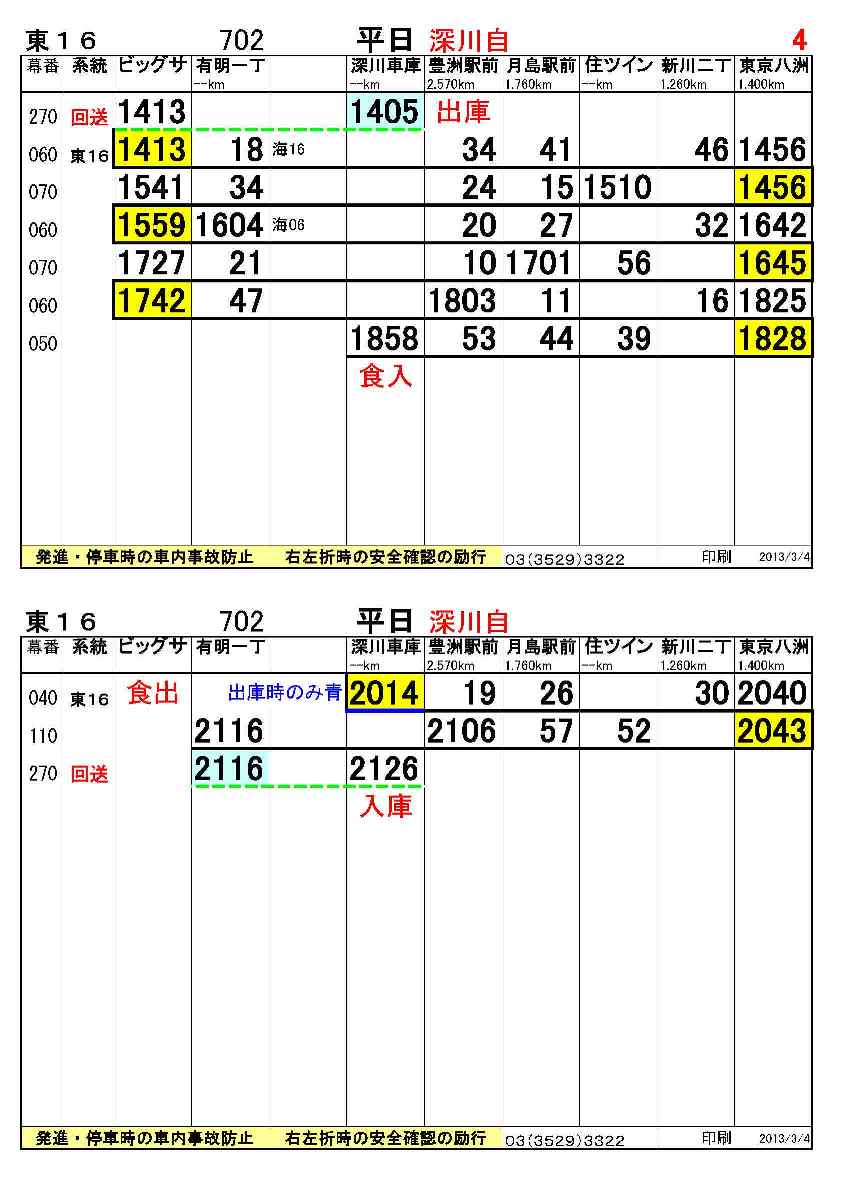 東１６ 702 平日 深川自 4
幕番 系統 ビッグサ 有明一丁 深川車庫 豊洲駅前 月島駅前 住ツイン 新川二丁 東京八洲
--km --km 2.570km 1.760km --km 1.260km 1.400km
270 回送 1413 1405 出庫
060 東16 1413 18 海16 34 41 46 1456
070 1541 34 24 15 1510 1456
060 1559 1604 海06 20 27 32 1642
070 1727 21 10 1701 56 1645
060 1742 47 1803 11 16 1825
050 1858 53 44 39 1828
食入
発進・停車時の車内事故防止 右左折時の安全確認の励行 03(3529)3322 印刷 2013/3/4
東１６ 702 平日 深川自
幕番 系統 ビッグサ 有明一丁 深川車庫 豊洲駅前 月島駅前 住ツイン 新川二丁 東京八洲
--km 2.570km 1.760km --km 1.260km 1.400km
040 東16 食出 出庫時のみ青 2014 19 26 30 2040
110 2116 2106 57 52 2043
270 回送 2116 2126
入庫
発進・停車時の車内事故防止 右左折時の安全確認の励行 03(3529)3322 印刷 2013/3/4